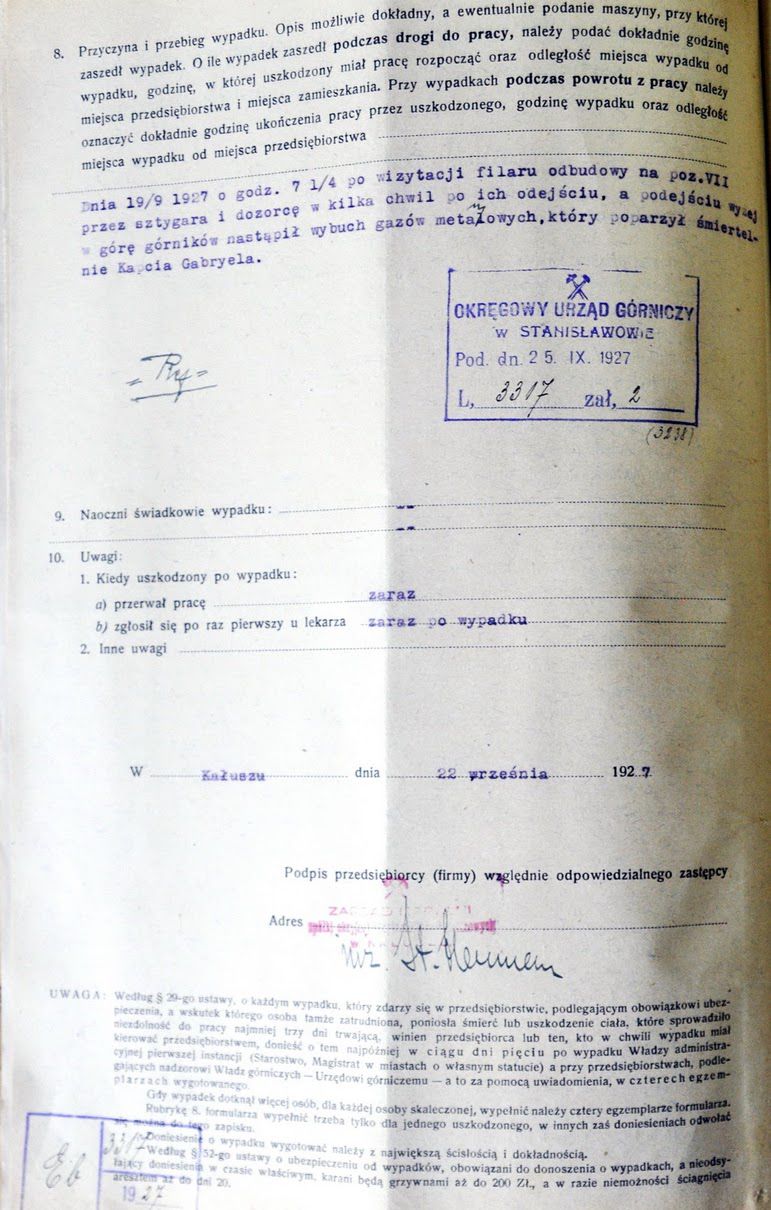 8. Przyczyna i przebieg wypadku. Opis możliwie dokładny, a ewentualnie podanie maszyny, przy której
zaszedł wypadek. O ile wypadek zaszedł podczas drogi do pracy, należy podać dokładnie godzinę
wypadku, godzinę, w której uszkodzony miał pracę rozpocząć oraz odległość miejsca wypadku od
miejsca przedsiębiorstwa i miejsca zamieszkania. Przy wypadkach podczas powrotu z pracy należy
oznaczyć dokładnie godzinę ukończenia pracy przez uszkodzonego, godzinę wypadku oraz odległość
miejsca wypadku od miejsca przedsiębiorstwa
Dnia 19/9 1927 o godz. 7 1/4 po wizytacji filaru odbudowy na poz.VII
przez sztygara i dozorcę w kilka chwil po ich odejściu, a podejściu wyżej
w górę górników nastąpił wybuch gazów metanowych, który poparzył śmiertel-
nie Kapcia Gabryela.
OKRĘGOWY URZĄD GÓRNICZY
W STANISŁAWOWIE
Pod. dn. 25. IX. 1927
L, 3317 zał, 2
(3238)
9. Naoczni świadkowie wypadku: --
--
10. Uwagi:
1. Kiedy uszkodzony po wypadku:
a) przerwał pracę zaraz
b) zgłosił się po raz pierwszy u lekarza zaraz po wypadku
2. Inne uwagi
W Kałuszu dnia 22 września 1927
Podpis przedsiębiorcy (firmy) względnie odpowiedzialnego zastępcy
Adres
inż. St.
UWAGA: Według § 29-go ustawy, o każdym wypadku, który zdarzy się w przedsiębiorstwie, podlegającym obowiązkowi ubez-
pieczenia, a wskutek którego osoba tamże zatrudniona, poniosła śmierć lub uszkodzenie ciała, które sprowadziło
niezdolność do pracy najmniej trzy dni trwającą, winien przedsiębiorca lub ten, kto w chwili wypadku miał
kierować przedsiębiorstwem, donieść o tem najpóźniej w ciągu dni pięciu po wypadku Władzy administra-
cyjnej pierwszej instancji (Starostwo, Magistrat w miastach o własnym statucie) a przy przedsiębiorstwach, podle-
gających nadzorowi Władz górniczych — Urzędowi górniczemu — a to za pomocą uwiadomienia, w czterech egzem-
plarzach wygotowanego.
Gdy wypadek dotknął więcej osób, dla każdej osoby skaleczonej, wypełnić należy cztery egzemplarze formularza.
Rubrykę 8. formularza wypełnić trzeba tylko dla jednego uszkodzonego, w innych zaś doniesieniach odwołać
się można do tego zapisku.
Doniesienie o wypadku wygotować należy z największą ścisłością i dokładnością.
Według § 52-go ustawy o ubezpieczeniu od wypadków, obowiązani do donoszenia o wypadkach, a nieodsy-
łający doniesienia w czasie właściwym, karani będą grzywnami aż do 200 Zł., a w razie niemożności ściągnięcia
aresztem aż do dni 20.
3317
1927